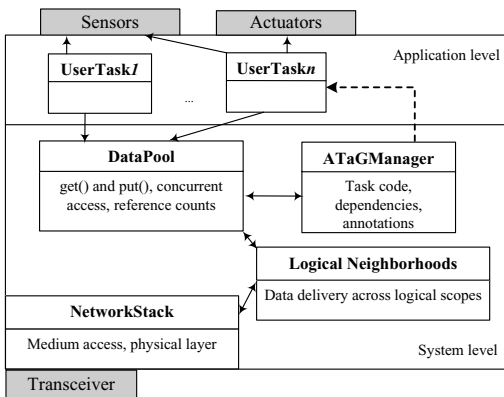 Sensors
Actuators
Application level
UserTask1
UserTaskn
...
DataPool
get() and put(), concurrent
access, reference counts
ATaGManager
Task code,
dependencies,
annotations
Logical Neighborhoods
Data delivery across logical scopes
NetworkStack
Medium access, physical layer
System level
Transceiver